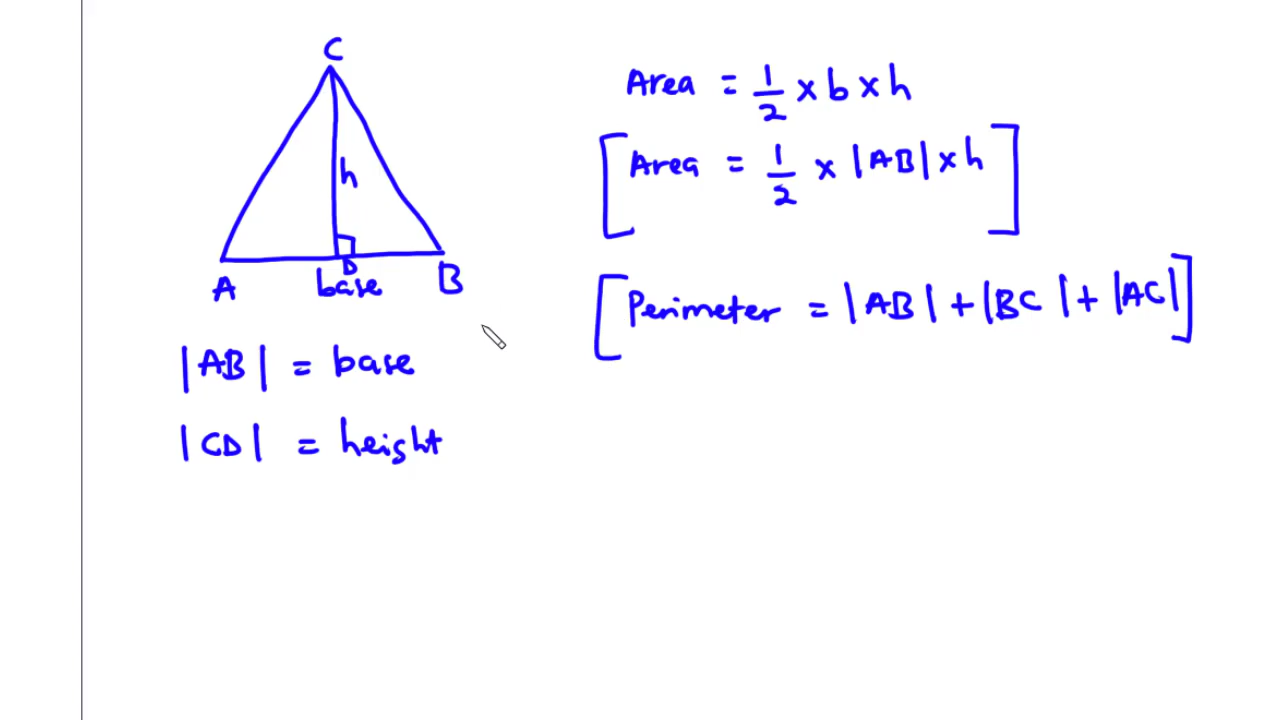 C
h
D
A base B
|AB| = base
|CD| = height
Area = 1/2 × b × h
[Area = 1/2 × |AB| × h]
[Perimeter = |AB| + |BC| + |AC|]